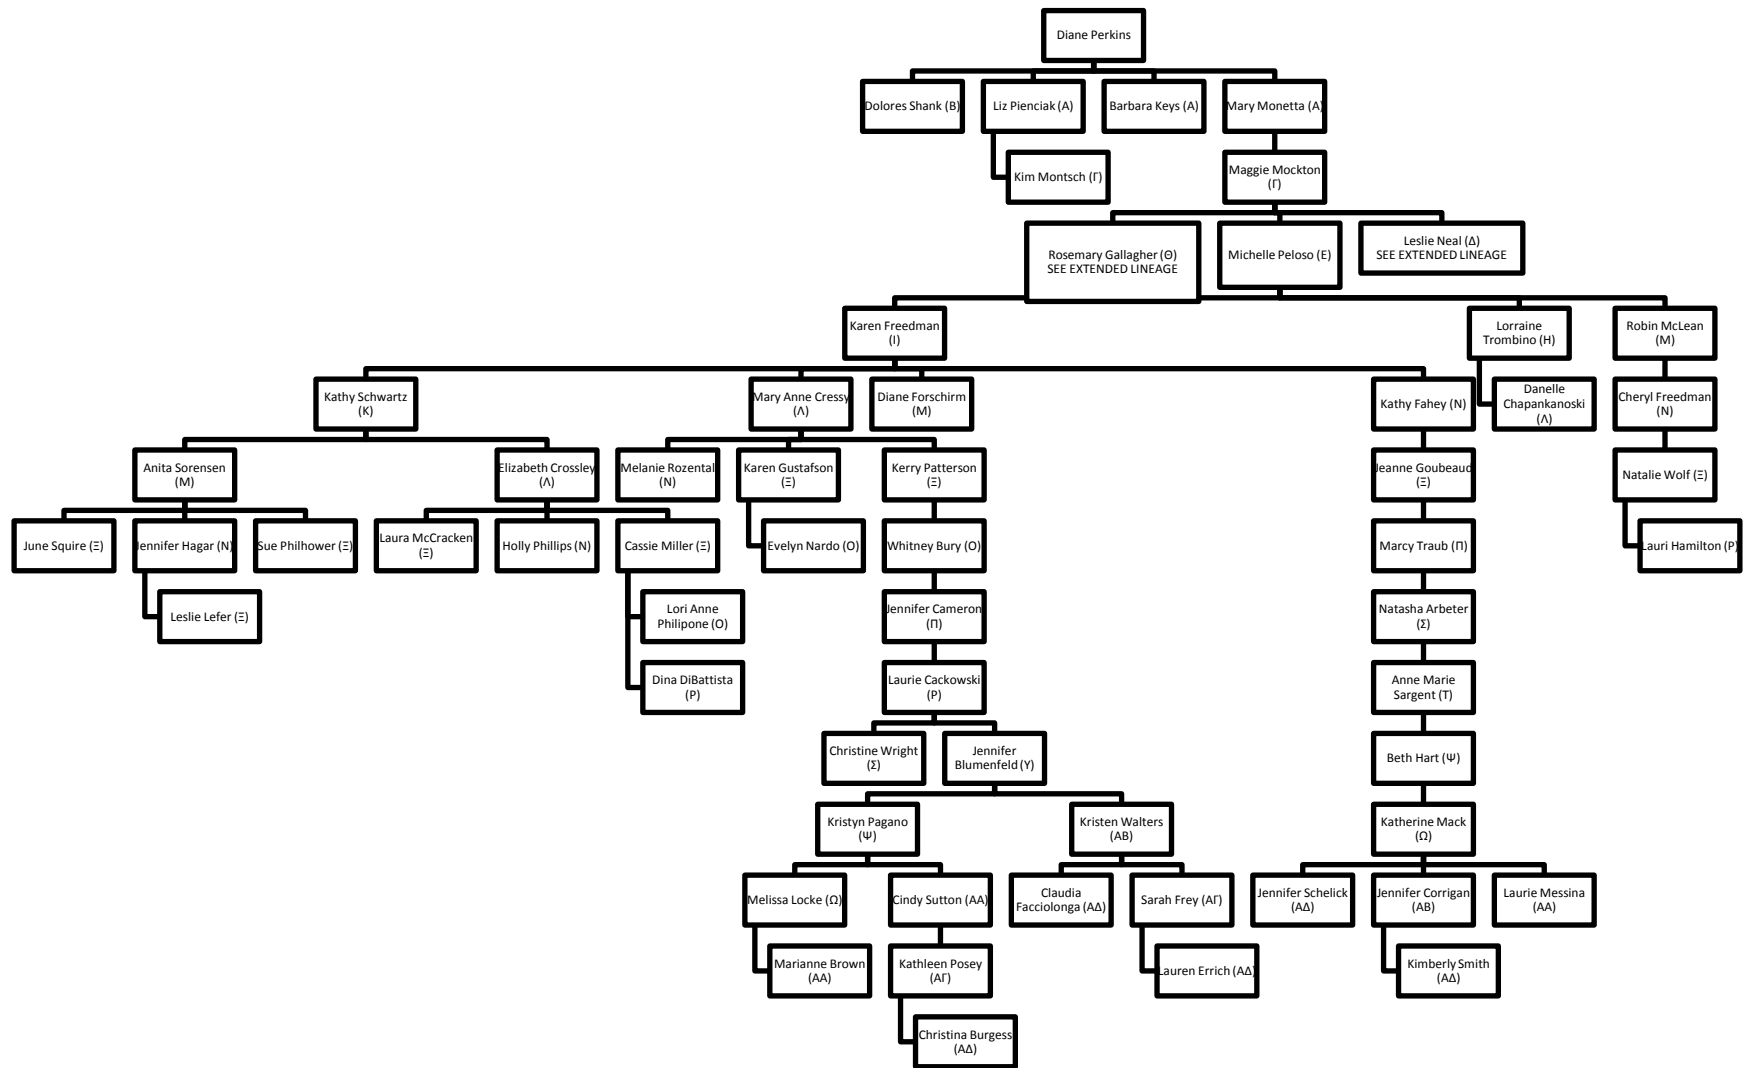 Diane Perkins
Dolores Shank (B)
Liz Pienciak (A)
Barbara Keys (A)
Mary Monetta (A)
Kim Montsch (Γ)
Maggie Mockton
(Γ)
Rosemary Gallagher (Θ)
SEE EXTENDED LINEAGE
Michelle Peloso (E)
Leslie Neal (Δ)
SEE EXTENDED LINEAGE
Karen Freedman
(I)
Lorraine
Trombino (H)
Robin McLean
(M)
Kathy Schwartz
(K)
Mary Anne Cressy
(Λ)
Diane Forschirm
(M)
Kathy Fahey (N)
Danelle
Chapankanoski
(Λ)
Cheryl Freedman
(N)
Anita Sorensen
(M)
Elizabeth Crossley
(Λ)
Melanie Rozental
(N)
Karen Gustafson
(Ξ)
Kerry Patterson
(Ξ)
Jeanne Goubeaud
(Ξ)
Natalie Wolf (Ξ)
June Squire (Ξ)
Jennifer Hagar (N)
Sue Philhower (Ξ)
Laura McCracken
(Ξ)
Holly Phillips (N)
Cassie Miller (Ξ)
Evelyn Nardo (O)
Whitney Bury (O)
Marcy Traub (Π)
Lauri Hamilton (P)
Leslie Lefer (Ξ)
Lori Anne
Philipone (O)
Jennifer Cameron
(Π)
Natasha Arbeter
(Σ)
Dina DiBattista
(P)
Laurie Cackowski
(P)
Anne Marie
Sargent (T)
Christine Wright
(Σ)
Jennifer
Blumenfeld (Y)
Beth Hart (Ψ)
Kristyn Pagano
(Ψ)
Kristen Walters
(AB)
Katherine Mack
(Ω)
Melissa Locke (Ω)
Cindy Sutton (AA)
Claudia
Facciolonga (AΔ)
Sarah Frey (AΓ)
Jennifer Schelick
(AΔ)
Jennifer Corrigan
(AB)
Laurie Messina
(AA)
Marianne Brown
(AA)
Kathleen Posey
(AΓ)
Lauren Errich (AΔ)
Kimberly Smith
(AΔ)
Christina Burgess
(AΔ)